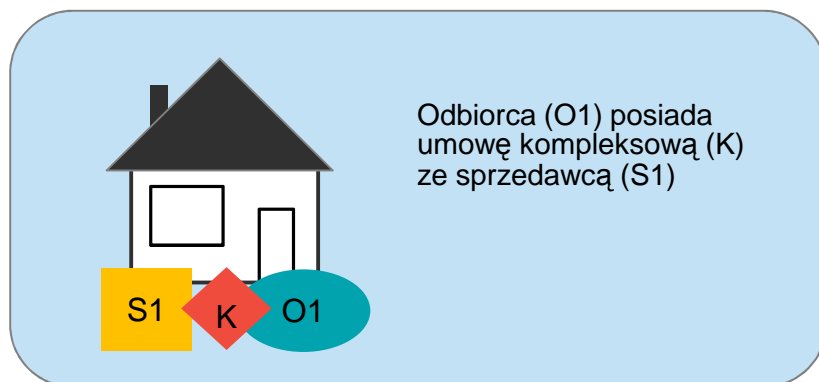 Odbiorca (O1) posiada
umowę kompleksową (K)
ze sprzedawcą (S1)
S1 K O1